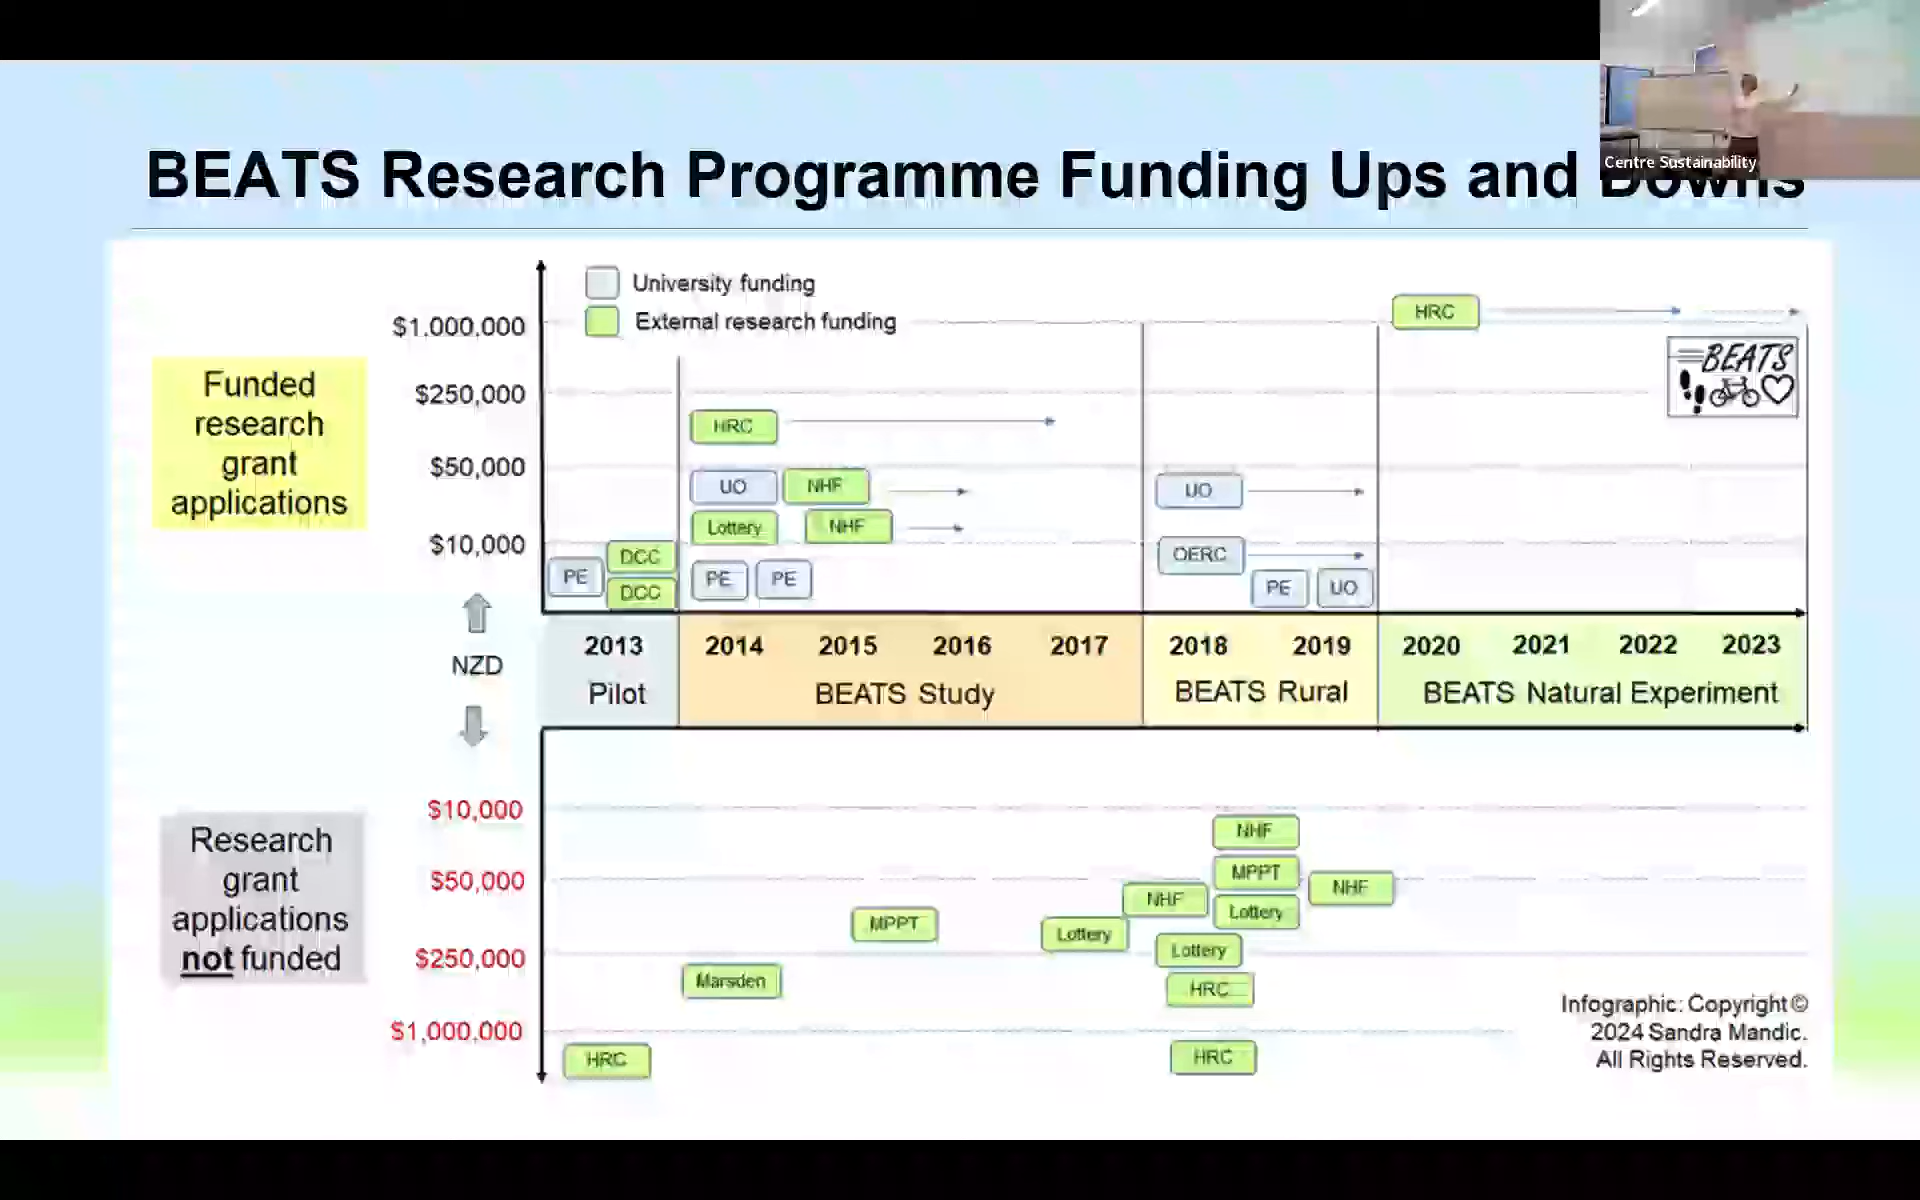 Centre Sustainability
BEATS Research Programme Funding Ups and Downs
University funding
External research funding
Funded
research
grant
applications
$1,000,000
$250,000
$50,000
$10,000
HRC
BEATS
HRC
UO
NHF
UO
Lottery
NHF
PE
DCC
DCC
PE
PE
OERC
PE
UO
NZD
2013
2014
2015
2016
2017
2018
2019
2020
2021
2022
2023
Pilot
BEATS Study
BEATS Rural
BEATS Natural Experiment
Research
grant
applications
not funded
$10,000
$50,000
$250,000
$1,000,000
NHF
MPPT
NHF
NHF
Lottery
MPPT
Lottery
Lottery
Marsden
HRC
HRC
HRC
Infographic: Copyright ©
2024 Sandra Mandic.
All Rights Reserved.